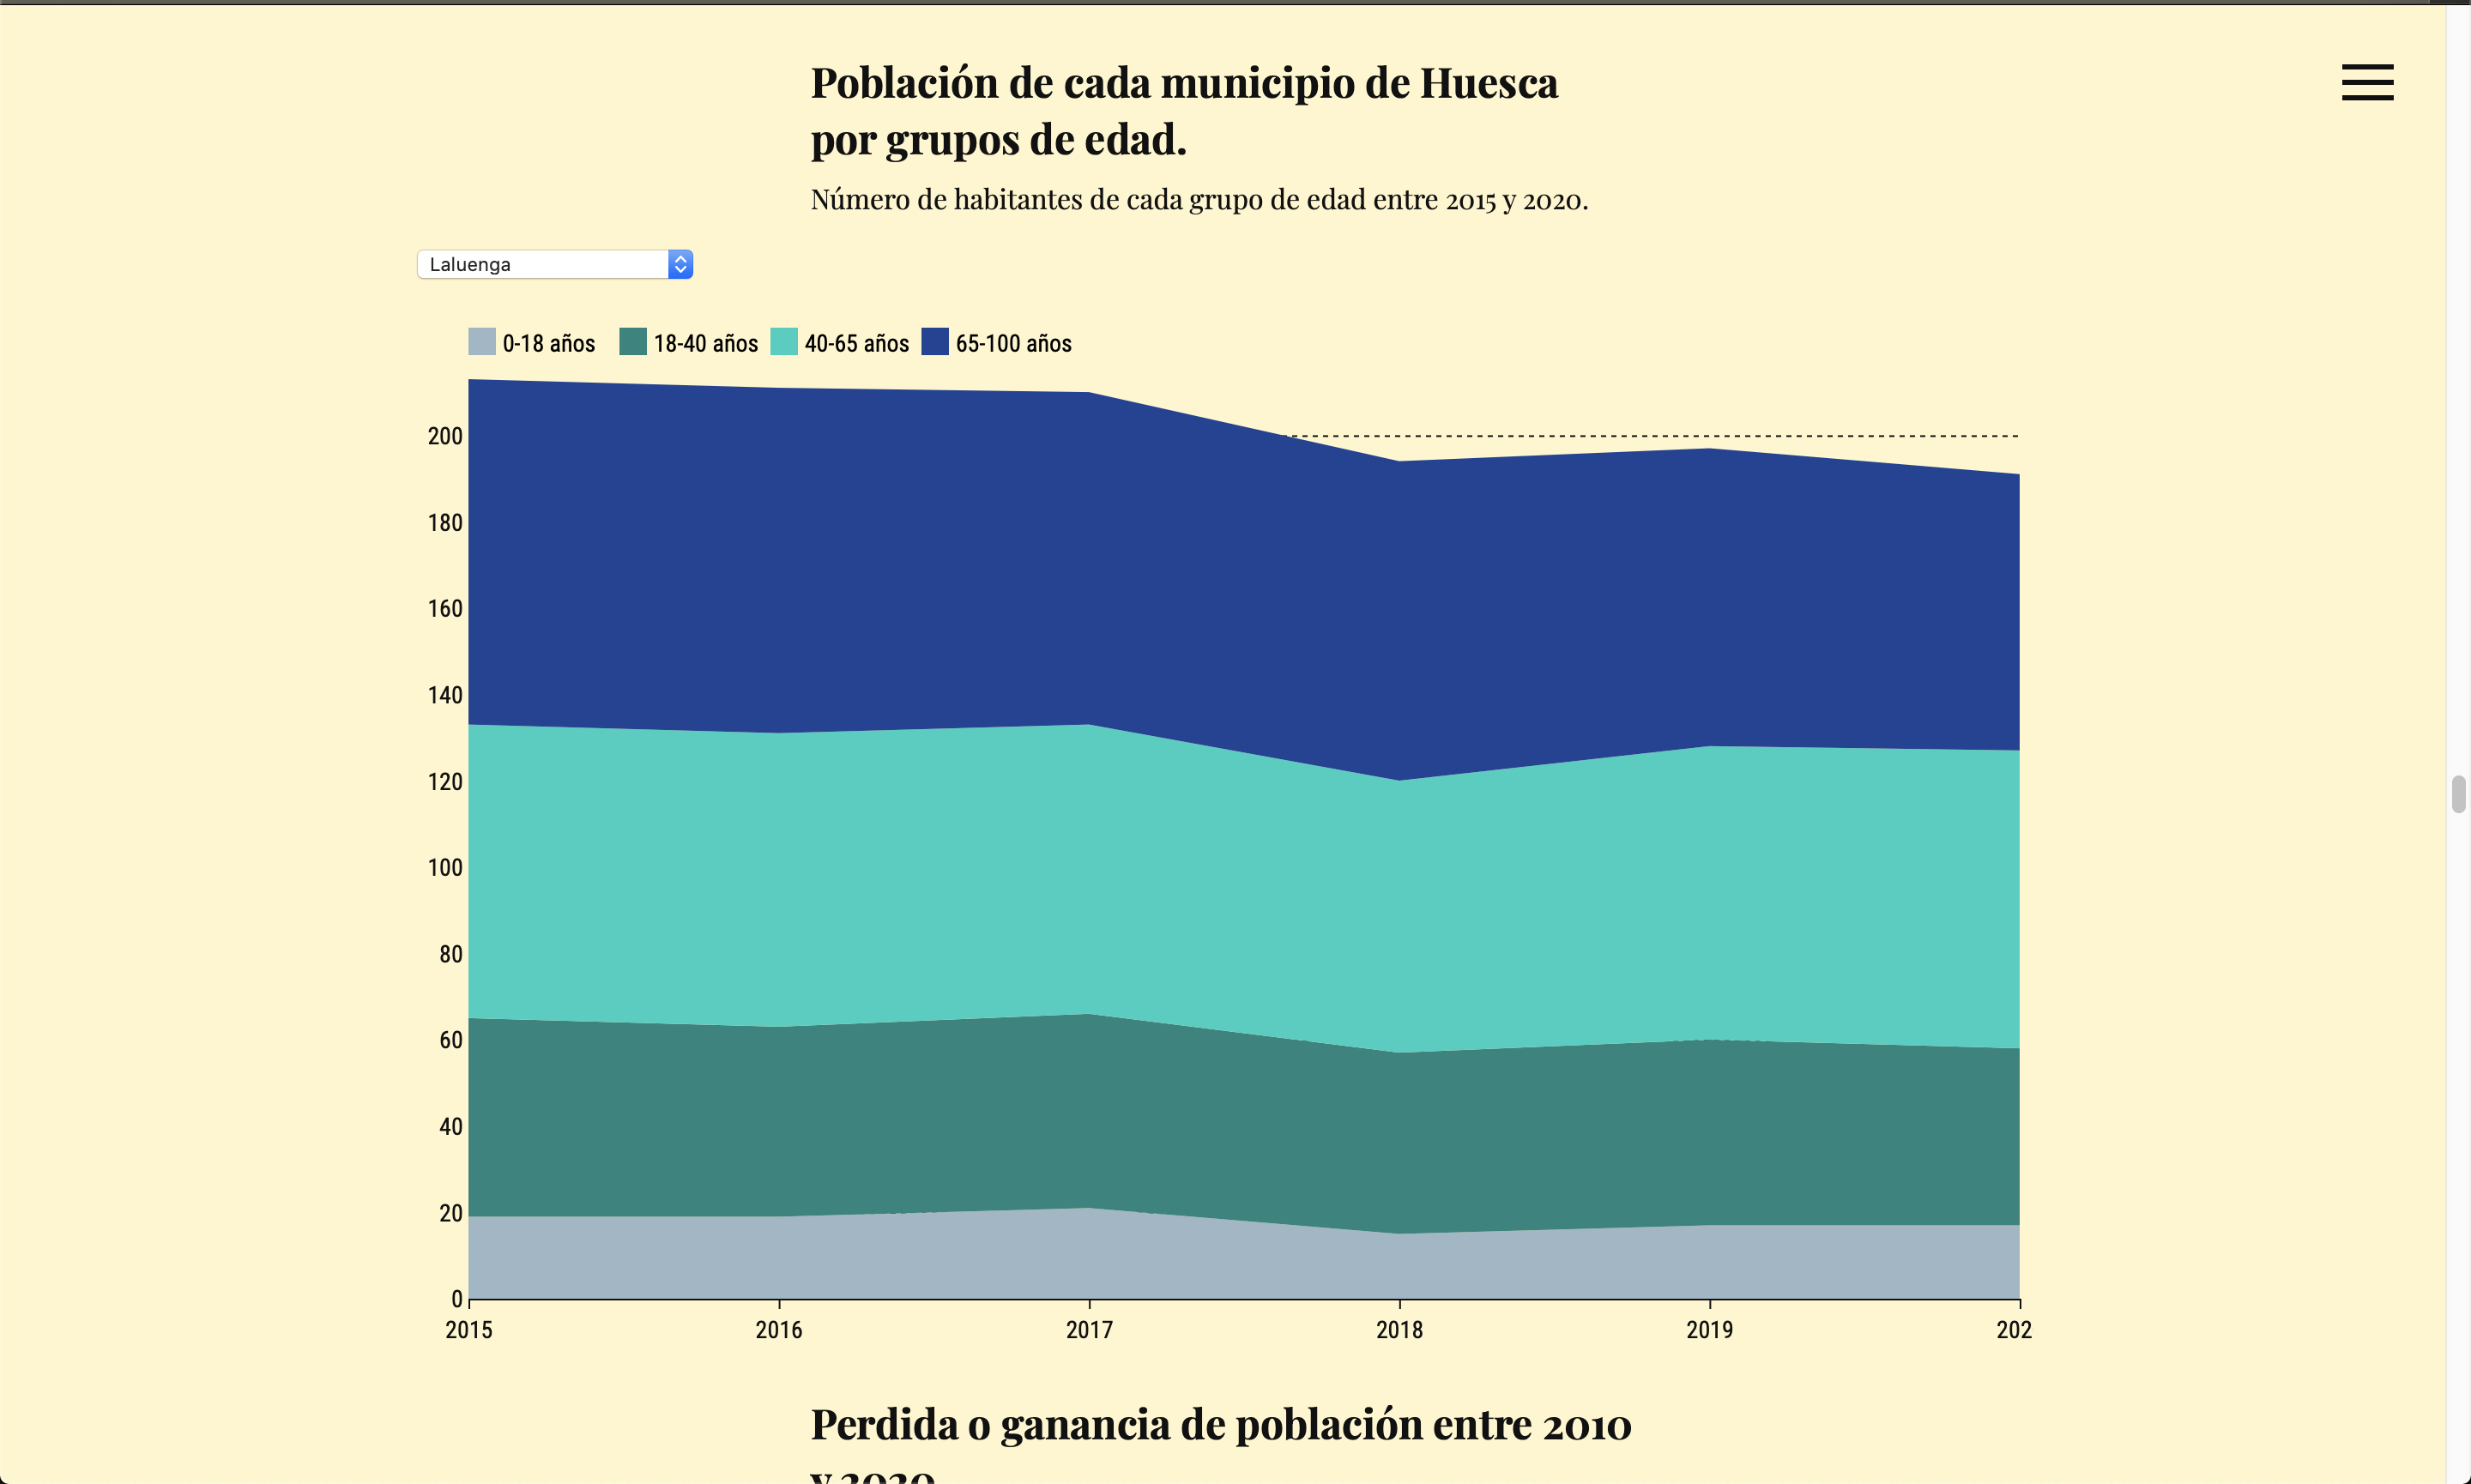 Población de cada municipio de Huesca
por grupos de edad.
Número de habitantes de cada grupo de edad entre 2015 y 2020.
Laluenga
0-18 años 18-40 años 40-65 años 65-100 años
200
180
160
140
120
100
80
60
40
20
0
2015 2016 2017 2018 2019 202
Perdida o ganancia de población entre 2010
y 2020